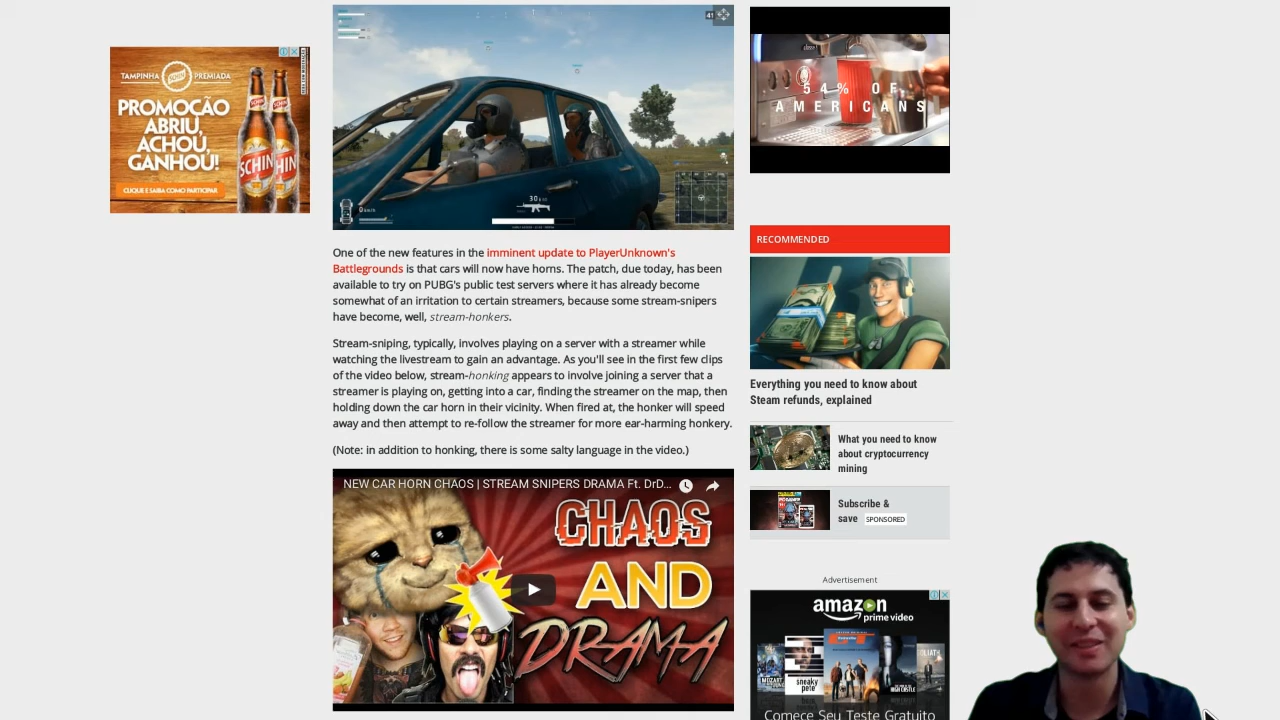 TAMPINHA SCHIN PREMIADA
PROMOÇÃO
ABRIU,
ACHOU,
GANHOU!
SCHIN
CLIQUE E SAIBA COMO PARTICIPAR
41
0 km/h
30
One of the new features in the imminent update to PlayerUnknown's
Battlegrounds is that cars will now have horns. The patch, due today, has been
available to try on PUBG's public test servers where it has already become
somewhat of an irritation to certain streamers, because some stream-snipers
have become, well, stream-honkers.
Stream-sniping, typically, involves playing on a server with a streamer while
watching the livestream to gain an advantage. As you'll see in the first few clips
of the video below, stream-honking appears to involve joining a server that a
streamer is playing on, getting into a car, finding the streamer on the map, then
holding down the car horn in their vicinity. When fired at, the honker will speed
away and then attempt to re-follow the streamer for more ear-harming honkery.
(Note: in addition to honking, there is some salty language in the video.)
NEW CAR HORN CHAOS | STREAM SNIPERS DRAMA Ft. DrD...
CHAOS
AND
DRAMA
54% OF
AMERICANS
RECOMMENDED
Everything you need to know about
Steam refunds, explained
What you need to know
about cryptocurrency
mining
Subscribe &
save SPONSORED
Advertisement
amazon
prime video
GT
sneaky
pete
Comece Seu Teste Gratuito